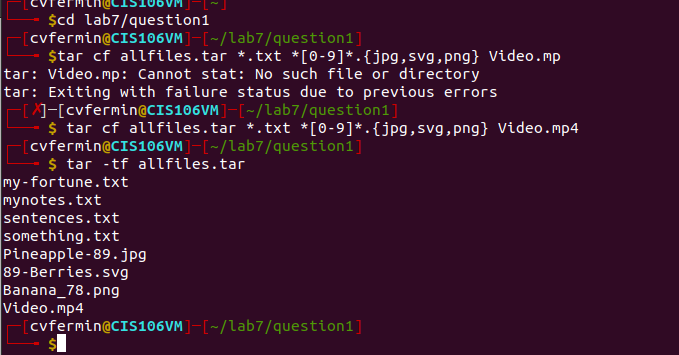 [cvfermin@CIS106VM]-[~]
$cd lab7/question1
[cvfermin@CIS106VM]-[~/lab7/question1]
$tar cf allfiles.tar *.txt *[0-9]*.{jpg,svg,png} Video.mp
tar: Video.mp: Cannot stat: No such file or directory
tar: Exiting with failure status due to previous errors
[✗]-[cvfermin@CIS106VM]-[~/lab7/question1]
$ tar cf allfiles.tar *.txt *[0-9]*.{jpg,svg,png} Video.mp4
[cvfermin@CIS106VM]-[~/lab7/question1]
$ tar -tf allfiles.tar
my-fortune.txt
mynotes.txt
sentences.txt
something.txt
Pineapple-89.jpg
89-Berries.svg
Banana_78.png
Video.mp4
[cvfermin@CIS106VM]-[~/lab7/question1]
$